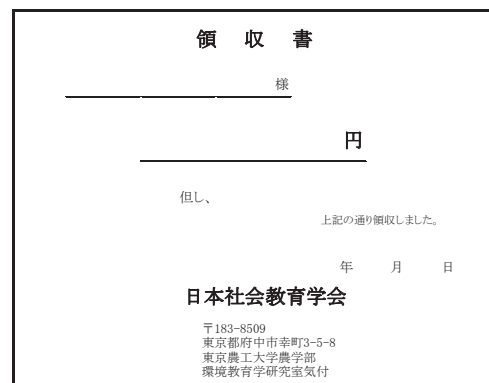 領 収 書
様
円
但し、
上記の通り領収しました。
年 月 日
日本社会教育学会
〒183-8509
東京都府中市幸町3-5-8
東京農工大学農学部
環境教育学研究室気付